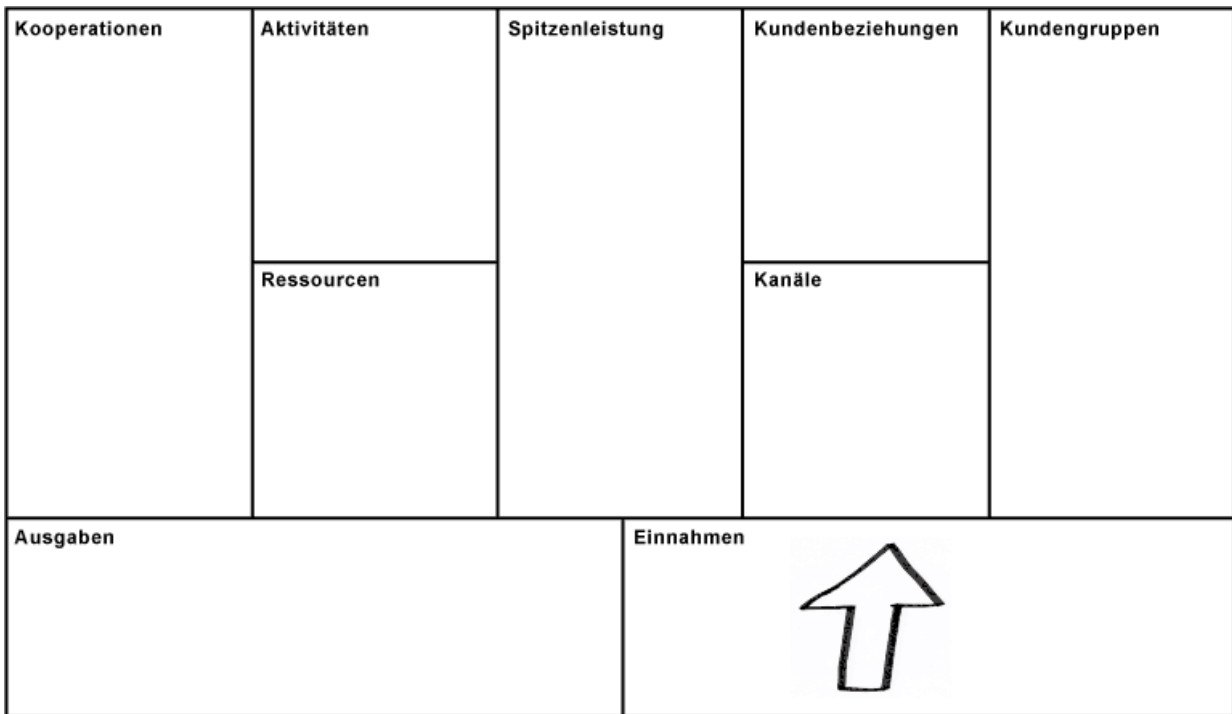 Kooperationen
Aktivitäten
Spitzenleistung
Kundenbeziehungen
Kundengruppen
Ressourcen
Kanäle
Ausgaben
Einnahmen